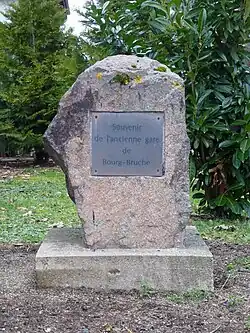 Souvenir
de l'ancienne gare
de
Bourg-Bruche